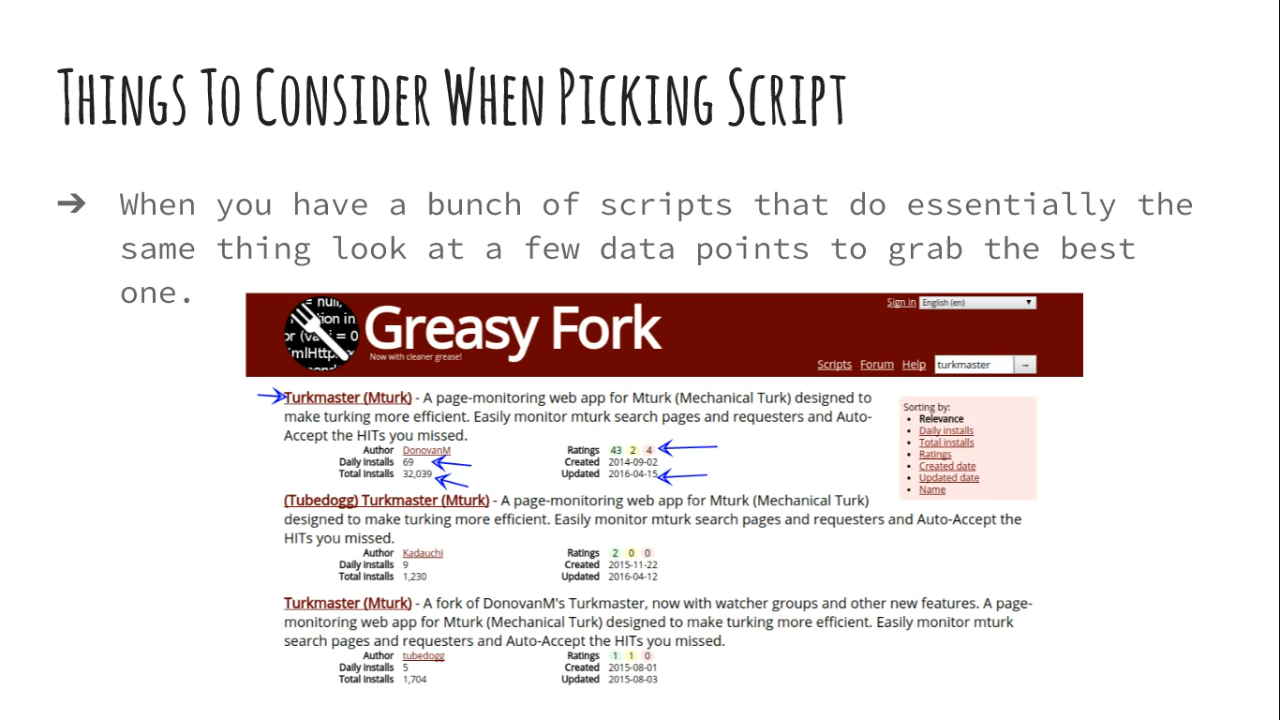 Things To Consider When Picking Script
➔ When you have a bunch of scripts that do essentially the
same thing look at a few data points to grab the best
one.
= null,
ion in
or (va i = 0
mlHttp
Greasy Fork
Now with cleaner grease!
Sign in English (en)
Scripts Forum Help turkmaster →
Turkmaster (Mturk) - A page-monitoring web app for Mturk (Mechanical Turk) designed to
make turking more efficient. Easily monitor mturk search pages and requesters and Auto-
Accept the HITs you missed.
Author DonovanM Ratings 43 2 4
Daily installs 69 Created 2014-09-02
Total installs 32,039 Updated 2016-04-15
Sorting by:
• Relevance
• Daily installs
• Total installs
• Ratings
• Created date
• Updated date
• Name
(Tubedogg) Turkmaster (Mturk) - A page-monitoring web app for Mturk (Mechanical Turk)
designed to make turking more efficient. Easily monitor mturk search pages and requesters and Auto-Accept the
HITs you missed.
Author Kadauchi Ratings 2 0 0
Daily installs 9 Created 2015-11-22
Total installs 1,230 Updated 2016-04-12
Turkmaster (Mturk) - A fork of DonovanM's Turkmaster, now with watcher groups and other new features. A page-
monitoring web app for Mturk (Mechanical Turk) designed to make turking more efficient. Easily monitor mturk
search pages and requesters and Auto-Accept the HITs you missed.
Author tubedogg Ratings 1 1 0
Daily installs 5 Created 2015-08-01
Total installs 1,704 Updated 2015-08-03